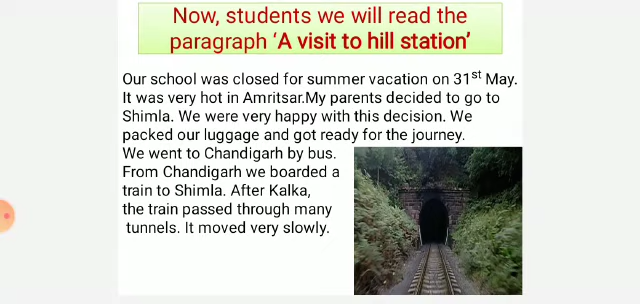 Now, students we will read the
paragraph ‘A visit to hill station’
Our school was closed for summer vacation on 31st May.
It was very hot in Amritsar.My parents decided to go to
Shimla. We were very happy with this decision. We
packed our luggage and got ready for the journey.
We went to Chandigarh by bus.
From Chandigarh we boarded a
train to Shimla. After Kalka,
the train passed through many
tunnels. It moved very slowly.